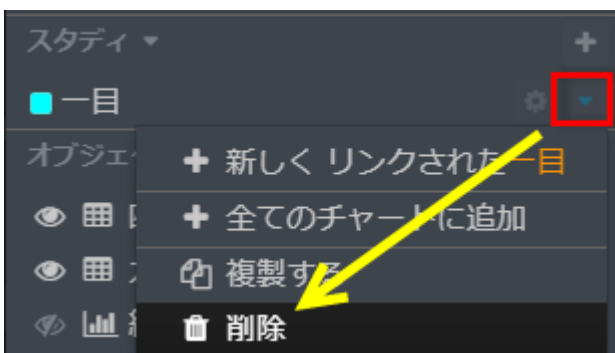 スタディ
一目
オブジェ
新しく リンクされた一目
全てのチャートに追加
複製する
削除